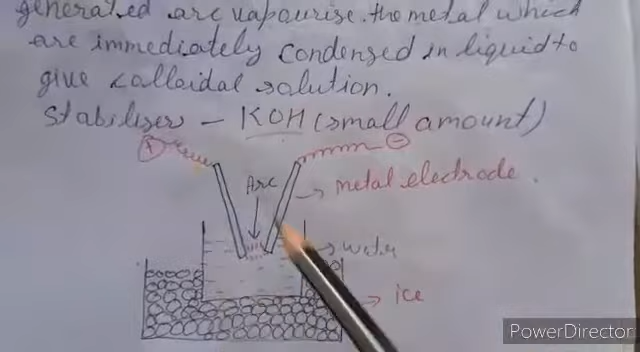 generated arc vapourise the metal which
are immediately condensed in liquid to
give colloidal solution.
Stabiliser - KOH (small amount)
+
-
Arc
metal electrode.
water
ice
PowerDirector